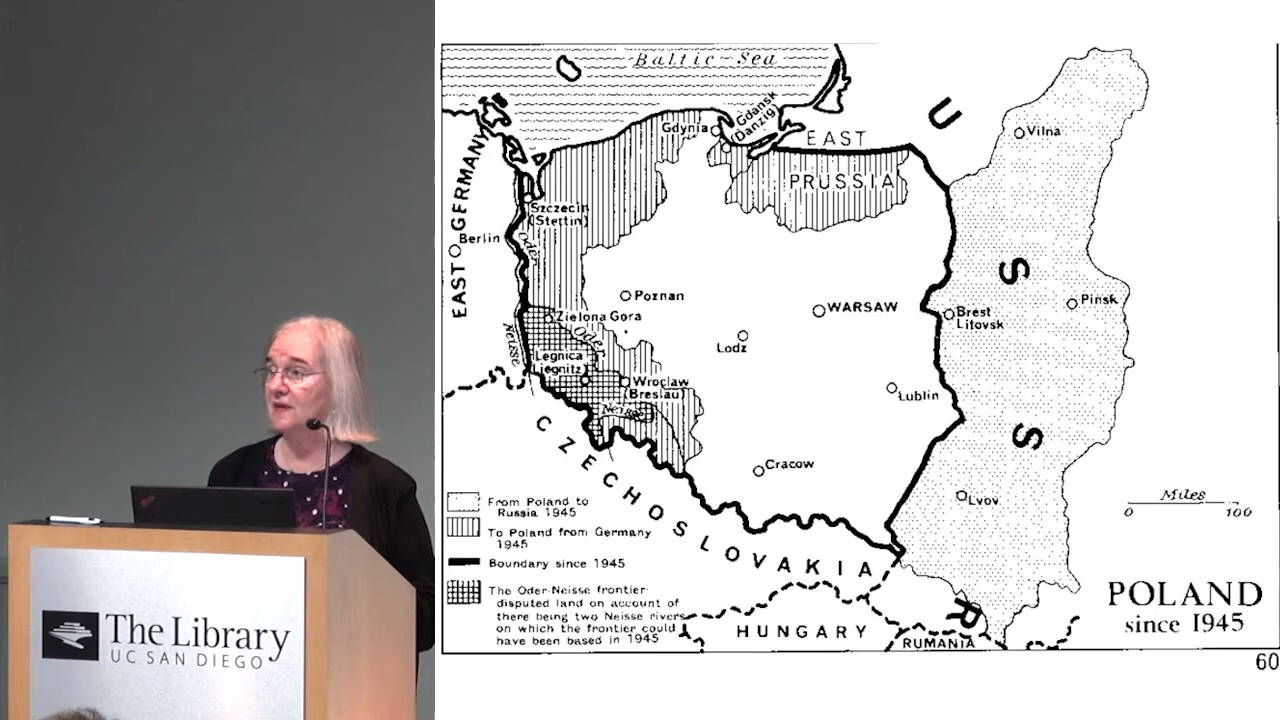 The Library
UC SAN DIEGO
Baltic Sea
Gdynia
Gdansk
(Danzig)
EAST
PRUSSIA
U
S
S
R
Vilna
EAST GERMANY
Szczecin
(Stettin)
Berlin
Oder
Poznan
WARSAW
Pinsk
Brest
Litovsk
Zielona Gora
Oder
Neisse
Lodz
Legnica
(Liegnitz)
Wroclaw
(Breslau)
Neisse
Lublin
Cracow
Lvov
CZECHOSLOVAKIA
Miles
0 100
From Poland to
Russia 1945
To Poland from Germany
1945
Boundary since 1945
The Oder-Neisse frontier-
disputed land on account of
there being two Neisse rivers
on which the frontier could
have been based in 1945
HUNGARY
RUMANIA
POLAND
since 1945
60